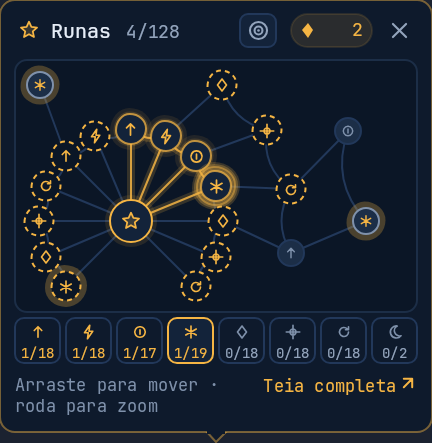 Runas 4/128 2
1/18 1/18 1/17 1/19 0/18 0/18 0/18 0/2
Arraste para mover · Teia completa
roda para zoom